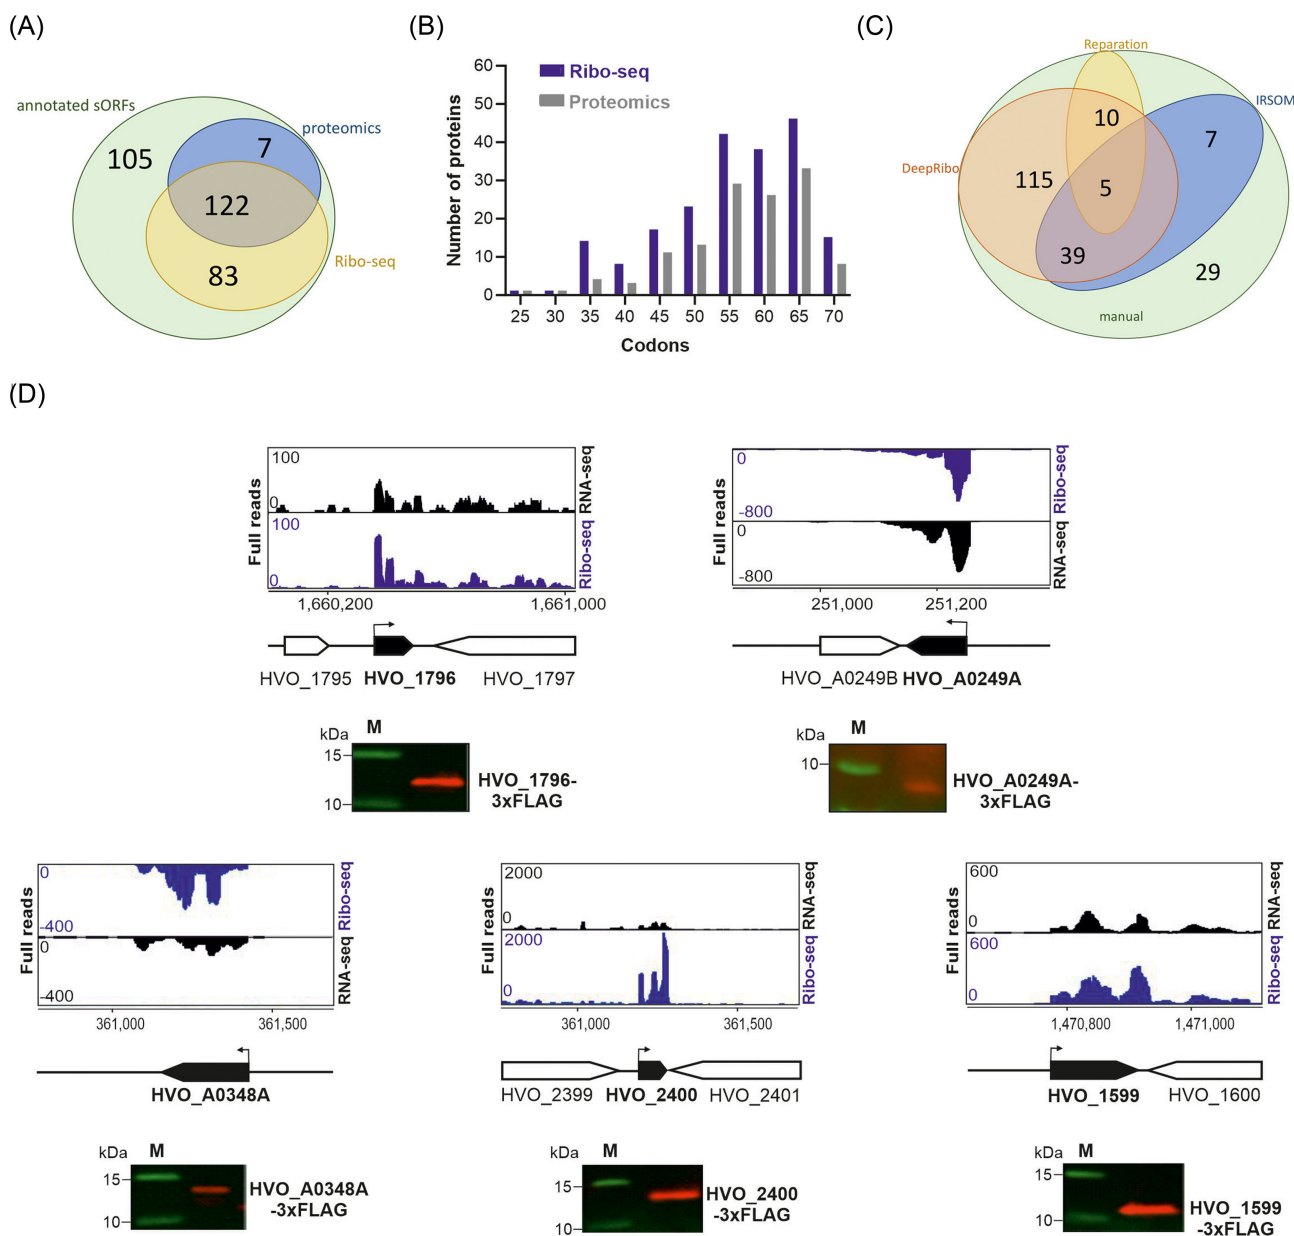 (A)
annotated sORFs
proteomics
105
7
122
83
Ribo-seq
(B)
Ribo-seq
Proteomics
Number of proteins
60
50
40
30
20
10
0
25 30 35 40 45 50 55 60 65 70
Codons
(C)
Reparation
IRSOM
DeepRibo
10
7
115
5
39
29
manual
(D)
Full reads
100
0
RNA-seq
100
0
Ribo-seq
1,660,200 1,661,000
HVO_1795 HVO_1796 HVO_1797
kDa M
15
10
HVO_1796-
3xFLAG
Full reads
0
-800
Ribo-seq
0
-800
RNA-seq
251,000 251,200
HVO_A0249B HVO_A0249A
kDa M
10
HVO_A0249A-
3xFLAG
Full reads
0
-400
Ribo-seq
0
-400
RNA-seq
361,000 361,500
HVO_A0348A
kDa M
15
10
HVO_A0348A
-3xFLAG
Full reads
2000
0
RNA-seq
2000
0
Ribo-seq
361,000 361,500
HVO_2399 HVO_2400 HVO_2401
kDa M
15
10
HVO_2400
-3xFLAG
Full reads
600
0
RNA-seq
600
0
Ribo-seq
1,470,800 1,471,000
HVO_1599 HVO_1600
kDa M
15
10
HVO_1599
-3xFLAG